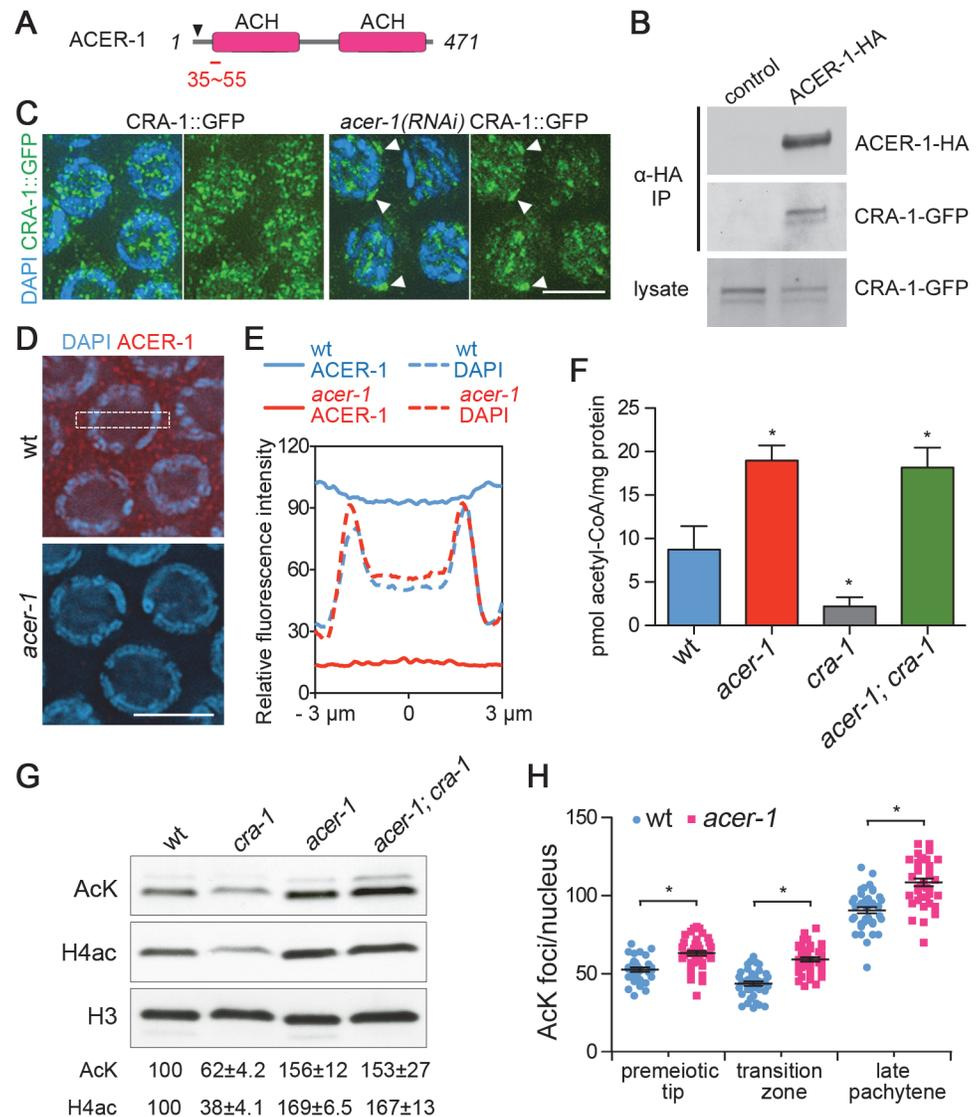 A
ACER-1
1
ACH
ACH
471
35~55
B
control
ACER-1-HA
α-HA
IP
ACER-1-HA
CRA-1-GFP
lysate
CRA-1-GFP
C
CRA-1::GFP
acer-1(RNAi) CRA-1::GFP
DAPI CRA-1::GFP
D
DAPI ACER-1
wt
acer-1
E
wt
ACER-1
wt
DAPI
acer-1
ACER-1
acer-1
DAPI
Relative fluorescence intensity
120
90
60
30
0
- 3 µm
0
3 µm
F
pmol acetyl-CoA/mg protein
25
20
15
10
5
0
*
*
*
wt
acer-1
cra-1
acer-1; cra-1
G
wt
cra-1
acer-1
acer-1; cra-1
AcK
H4ac
H3
AcK 100 62±4.2 156±12 153±27
H4ac 100 38±4.1 169±6.5 167±13
H
wt acer-1
AcK foci/nucleus
150
100
50
0
*
*
*
premeiotic
tip
transition
zone
late
pachytene